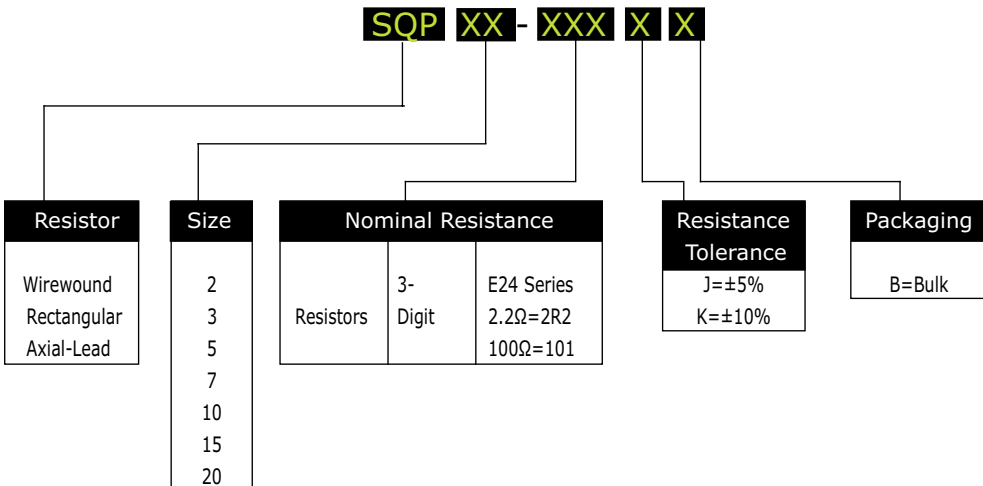 SQP XX - XXX X X
Resistor
Wirewound
Rectangular
Axial-Lead
Size
2
3
5
7
10
15
20
Nominal Resistance
Resistors
3-
Digit
E24 Series
2.2Ω=2R2
100Ω=101
Resistance
Tolerance
J=±5%
K=±10%
Packaging
B=Bulk